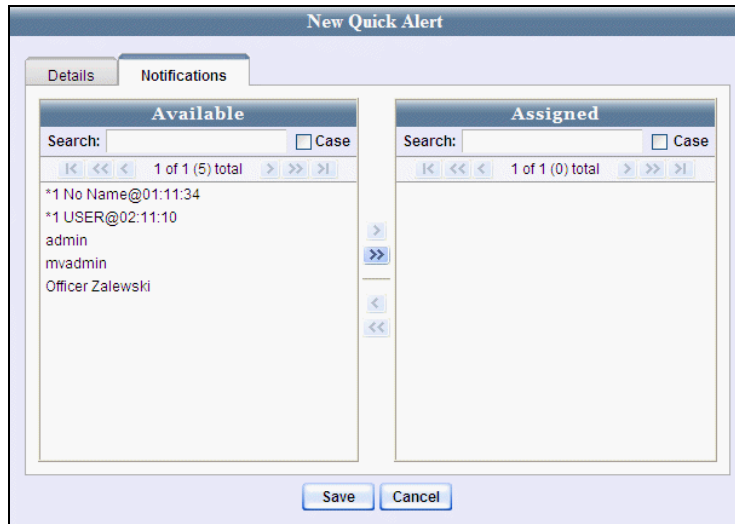 New Quick Alert
Details Notifications
Available
Search: Case
|< << < 1 of 1 (5) total > >> >|
*1 No Name@01:11:34
*1 USER@02:11:10
admin
mvadmin
Officer Zalewski
>
>>
<
<<
Assigned
Search: Case
|< << < 1 of 1 (0) total > >> >|
Save Cancel